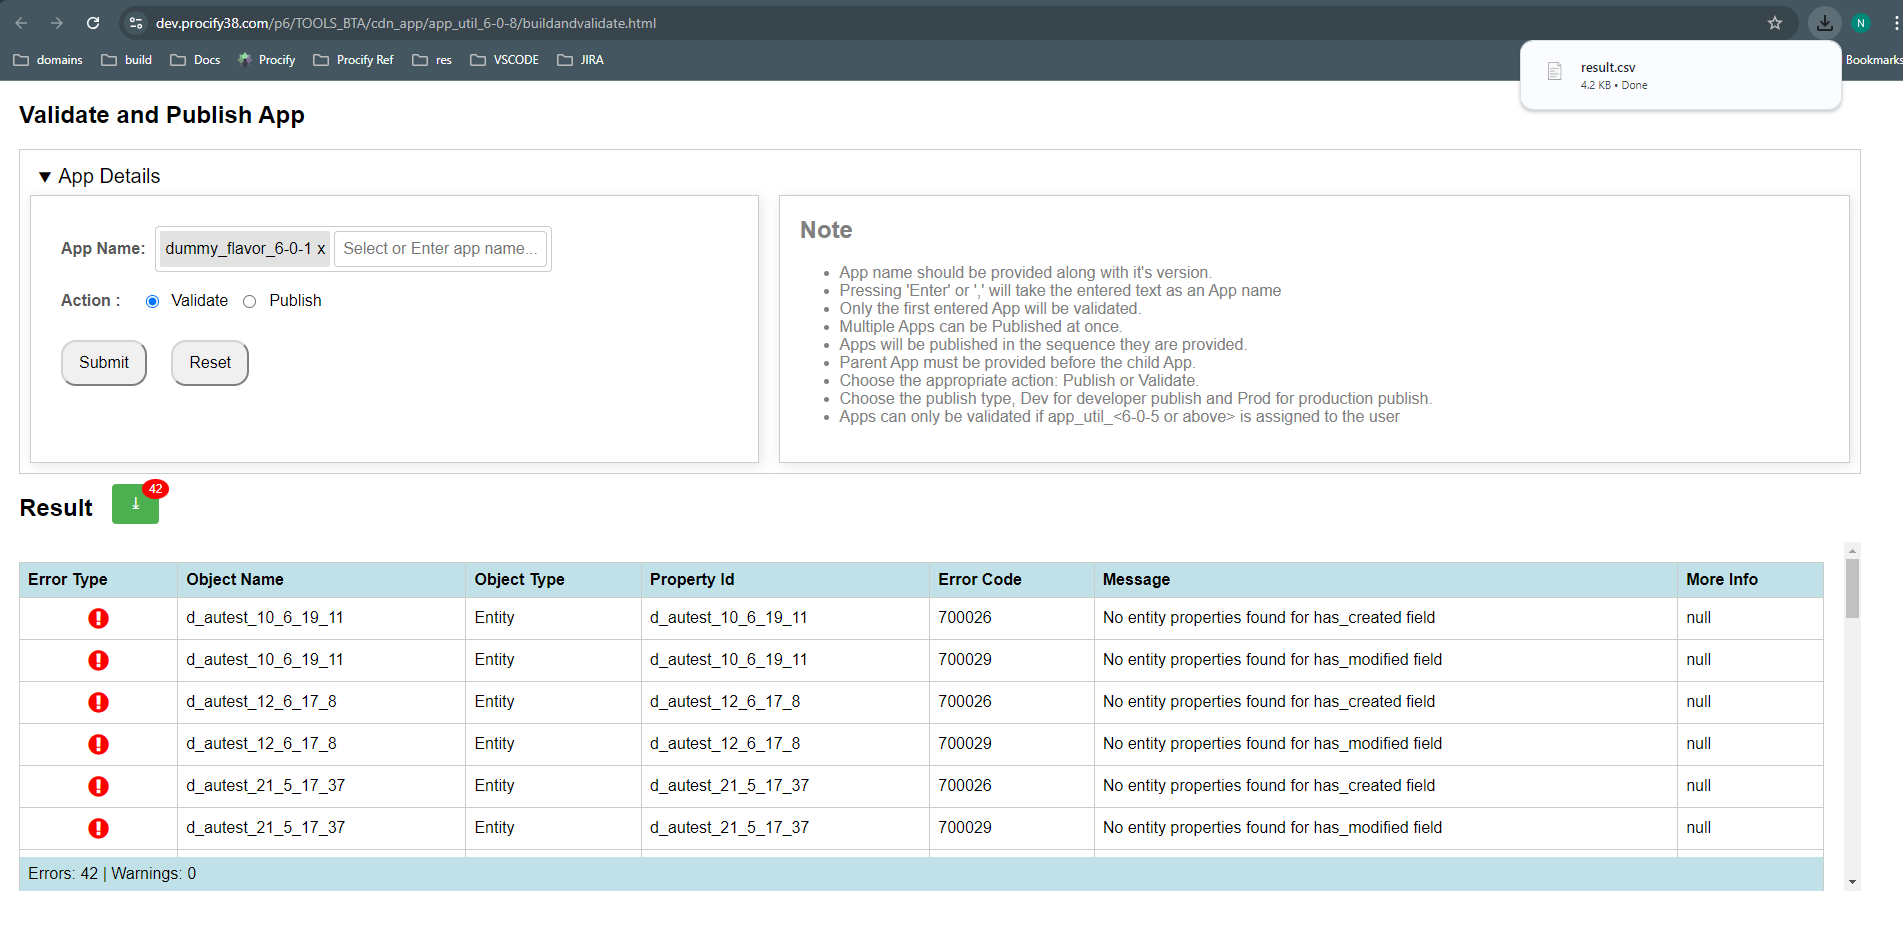 dev.procify38.com/p6/TOOLS_BTA/cdn_app/app_util_6-0-8/buildandvalidate.html
N
domains build Docs Procify Procify Ref res VSCODE JIRA Bookmarks
result.csv
4.2 KB • Done
Validate and Publish App
▼ App Details
App Name: dummy_flavor_6-0-1 x Select or Enter app name...
Action : Validate Publish
Submit Reset
Note
• App name should be provided along with it's version.
• Pressing 'Enter' or ',' will take the entered text as an App name
• Only the first entered App will be validated.
• Multiple Apps can be Published at once.
• Apps will be published in the sequence they are provided.
• Parent App must be provided before the child App.
• Choose the appropriate action: Publish or Validate.
• Choose the publish type, Dev for developer publish and Prod for production publish.
• Apps can only be validated if app_util_<6-0-5 or above> is assigned to the user
Result 42
Error Type Object Name Object Type Property Id Error Code Message More Info
d_autest_10_6_19_11 Entity d_autest_10_6_19_11 700026 No entity properties found for has_created field null
d_autest_10_6_19_11 Entity d_autest_10_6_19_11 700029 No entity properties found for has_modified field null
d_autest_12_6_17_8 Entity d_autest_12_6_17_8 700026 No entity properties found for has_created field null
d_autest_12_6_17_8 Entity d_autest_12_6_17_8 700029 No entity properties found for has_modified field null
d_autest_21_5_17_37 Entity d_autest_21_5_17_37 700026 No entity properties found for has_created field null
d_autest_21_5_17_37 Entity d_autest_21_5_17_37 700029 No entity properties found for has_modified field null
Errors: 42 | Warnings: 0